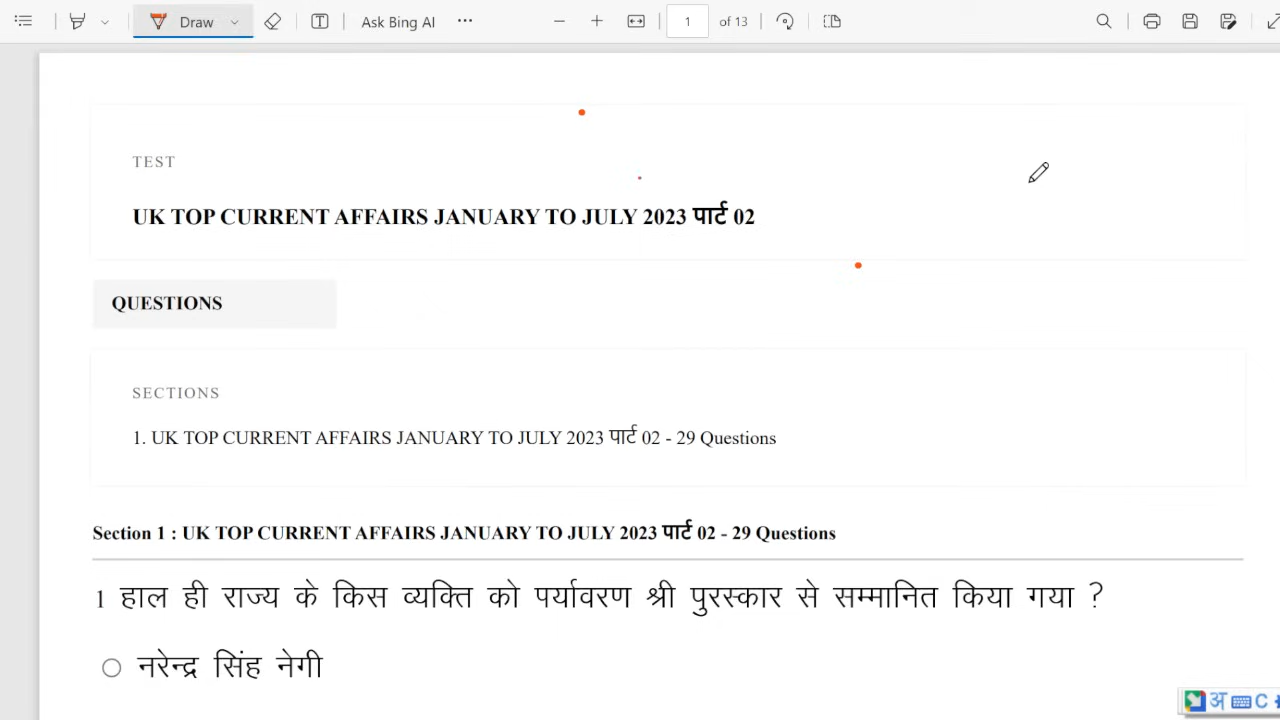 Draw
Ask Bing AI
1 of 13
TEST
UK TOP CURRENT AFFAIRS JANUARY TO JULY 2023 पार्ट 02
QUESTIONS
SECTIONS
1. UK TOP CURRENT AFFAIRS JANUARY TO JULY 2023 पार्ट 02 - 29 Questions
Section 1 : UK TOP CURRENT AFFAIRS JANUARY TO JULY 2023 पार्ट 02 - 29 Questions
1 हाल ही राज्य के किस व्यक्ति को पर्यावरण श्री पुरस्कार से सम्मानित किया गया ?
नरेन्द्र सिंह नेगी
अ C